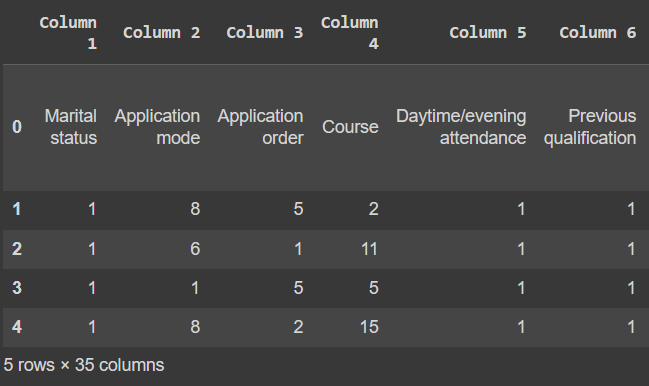 Column 1 Column 2 Column 3 Column 4 Column 5 Column 6
0 Marital status Application mode Application order Course Daytime/evening attendance Previous qualification
1 1 8 5 2 1 1
2 1 6 1 11 1 1
3 1 1 5 5 1 1
4 1 8 2 15 1 1
5 rows × 35 columns